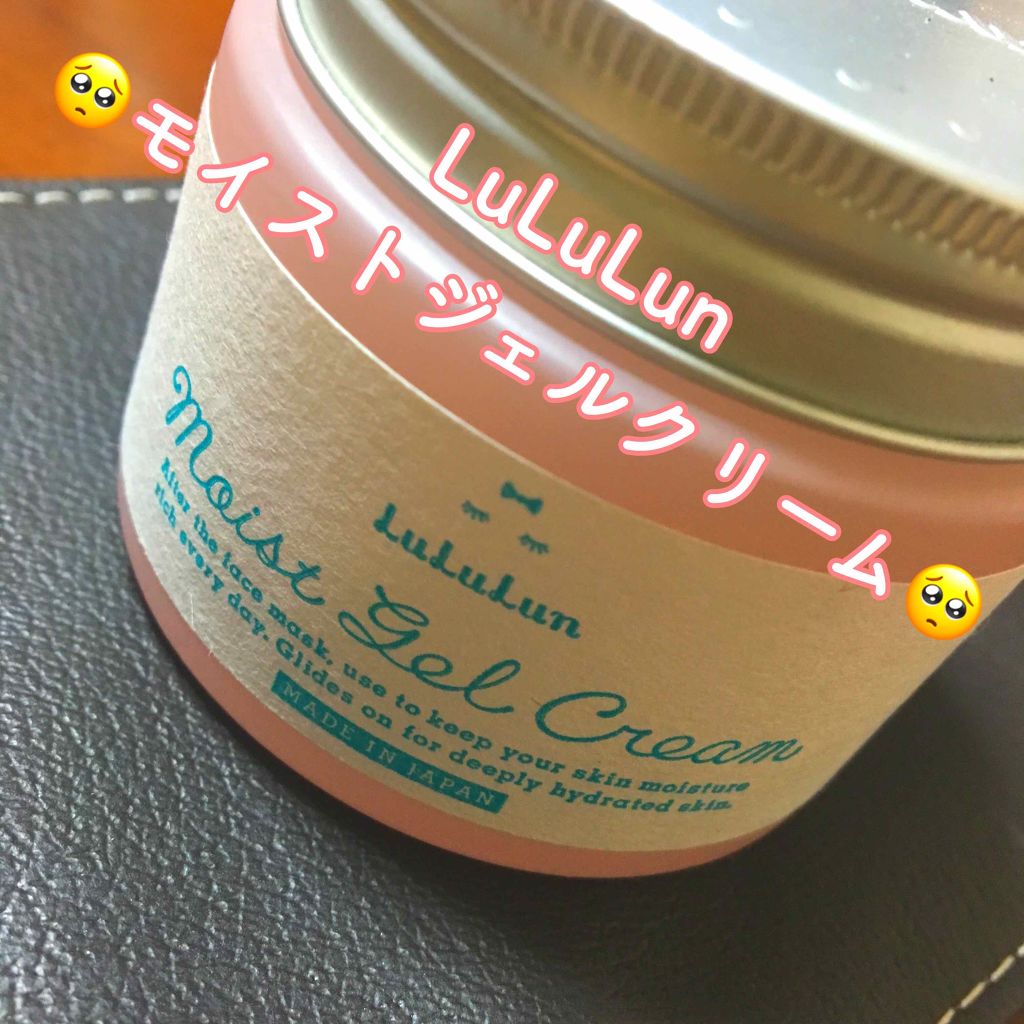 LuLuLun
モイストジェルクリーム
LuLuLun
Moist Gel Cream
After the face mask, use to keep your skin moisture
rich every day. Glides on for deeply hydrated skin.
MADE IN JAPAN